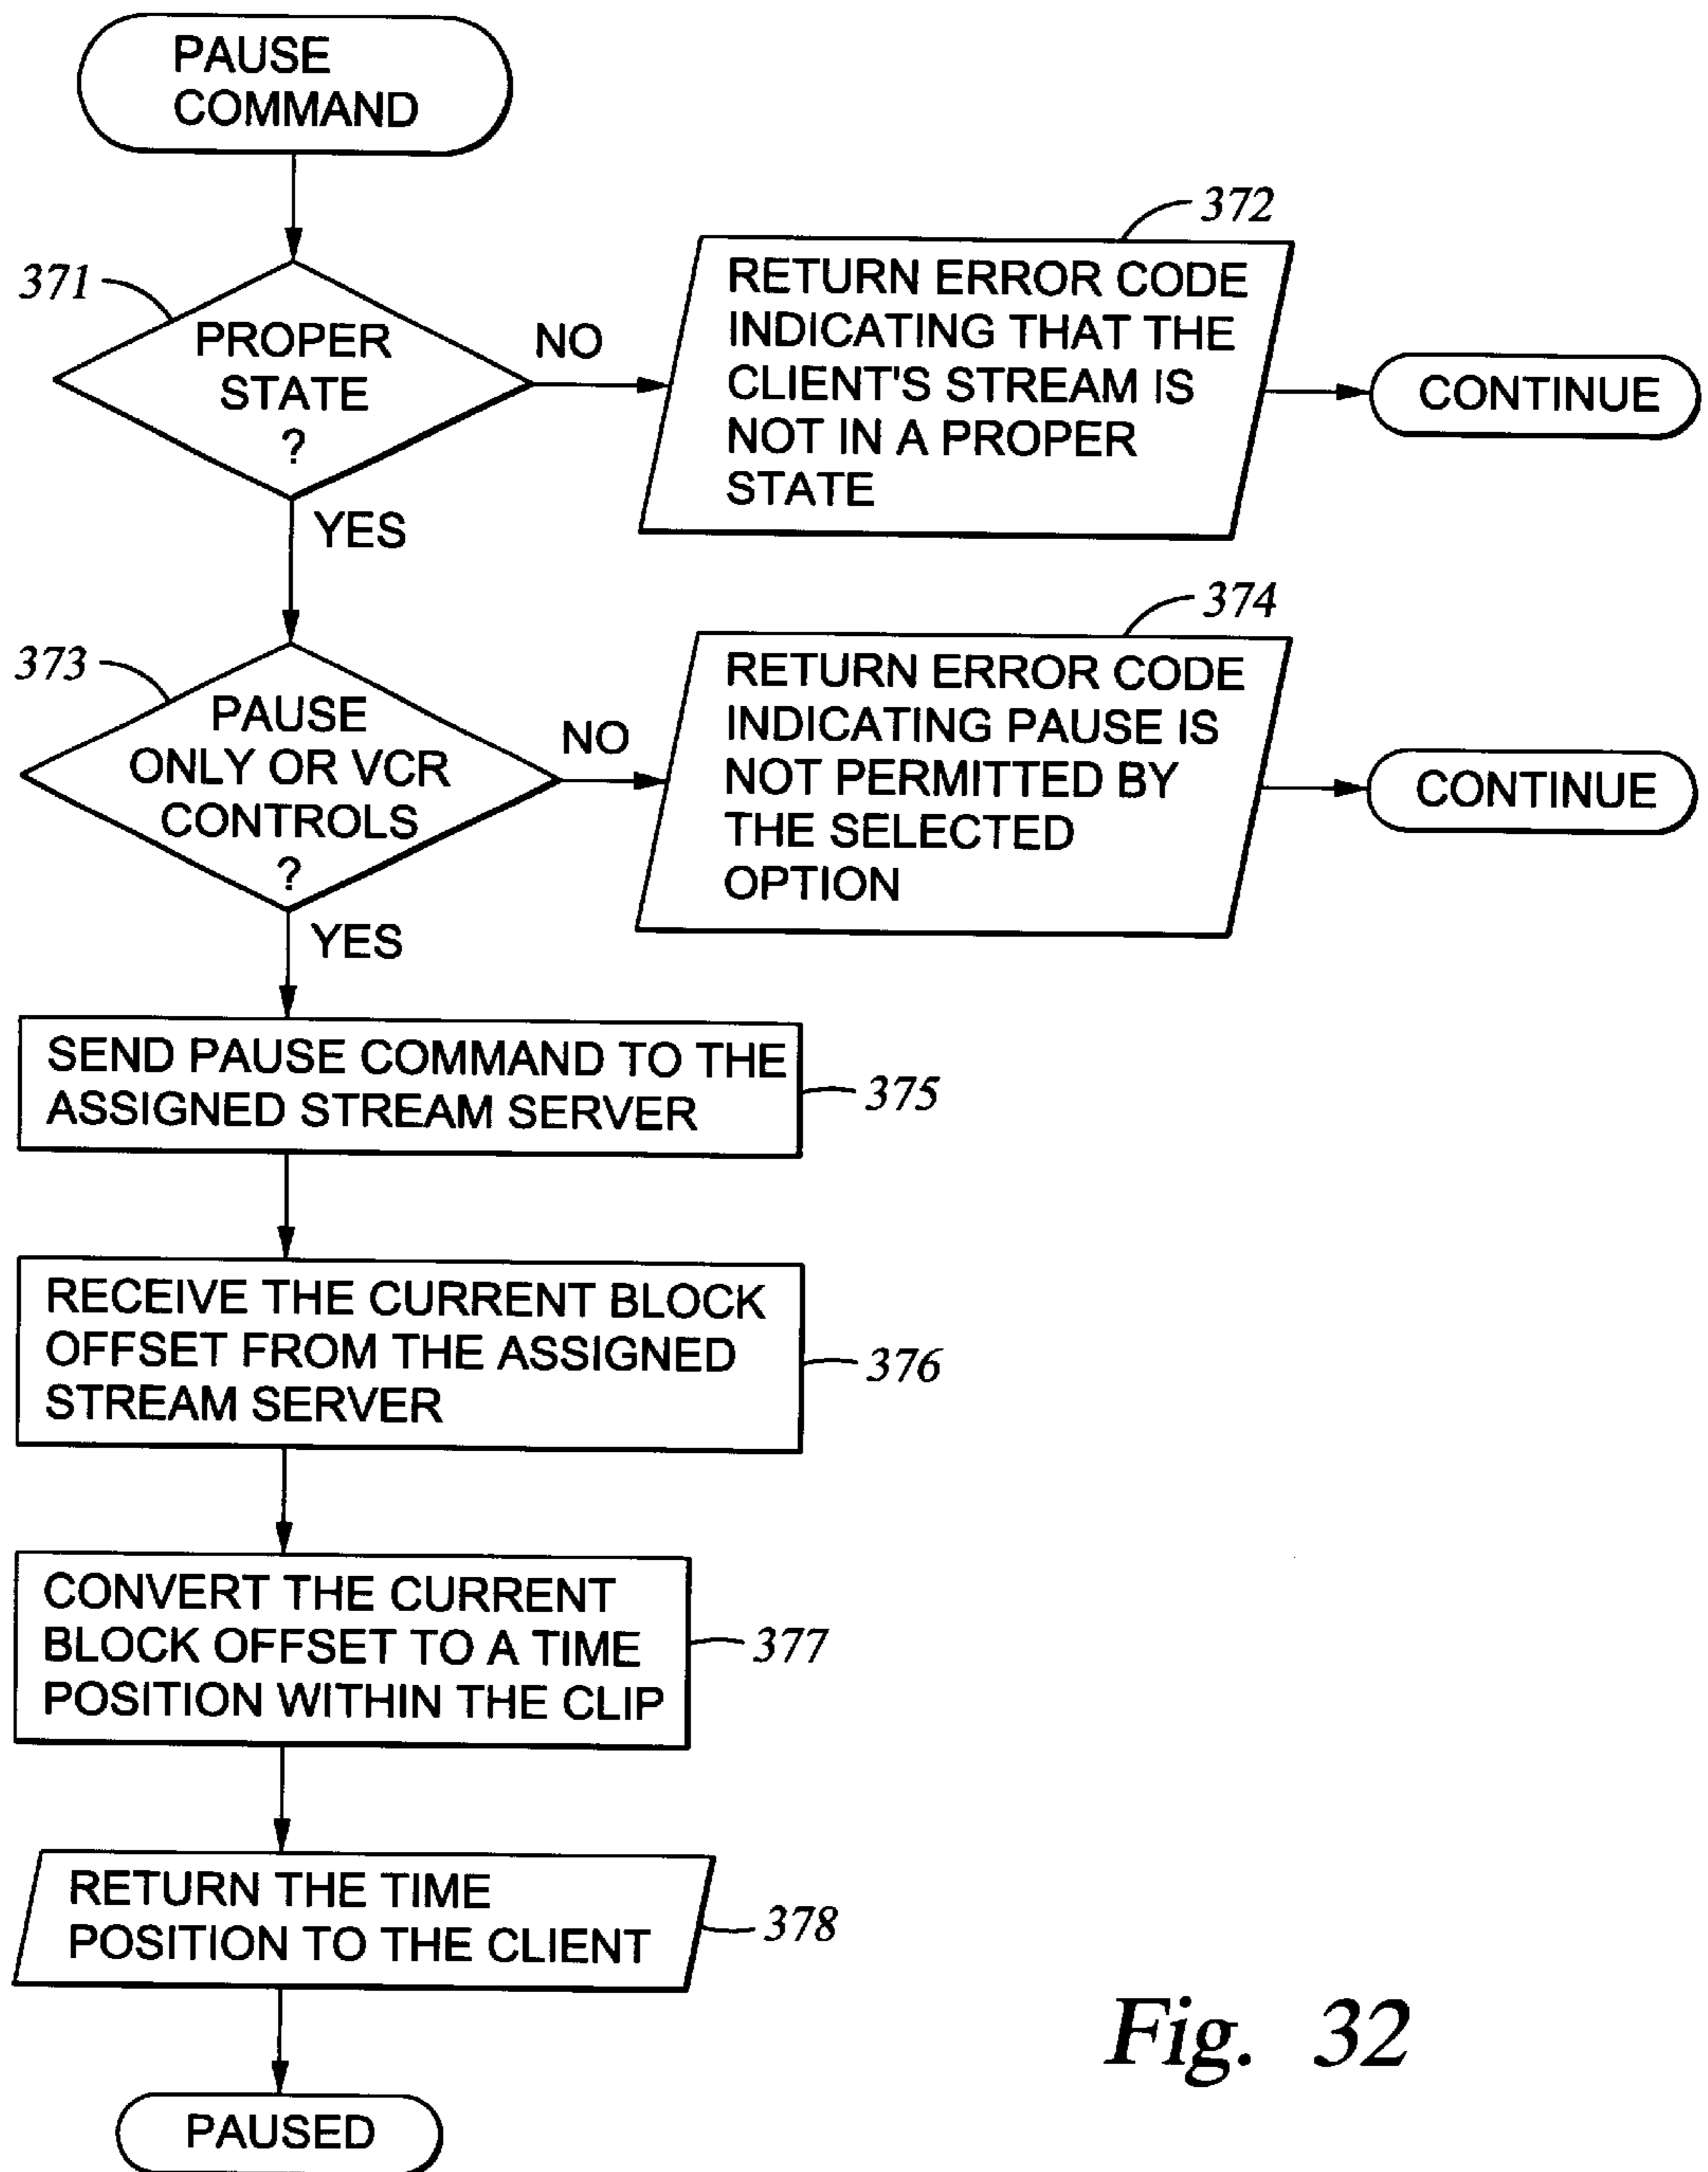 PAUSE
COMMAND
371
PROPER
STATE
?
NO
372
RETURN ERROR CODE
INDICATING THAT THE
CLIENT'S STREAM IS
NOT IN A PROPER
STATE
CONTINUE
YES
373
PAUSE
ONLY OR VCR
CONTROLS
?
NO
374
RETURN ERROR CODE
INDICATING PAUSE IS
NOT PERMITTED BY
THE SELECTED
OPTION
CONTINUE
YES
SEND PAUSE COMMAND TO THE
ASSIGNED STREAM SERVER
375
RECEIVE THE CURRENT BLOCK
OFFSET FROM THE ASSIGNED
STREAM SERVER
376
CONVERT THE CURRENT
BLOCK OFFSET TO A TIME
POSITION WITHIN THE CLIP
377
RETURN THE TIME
POSITION TO THE CLIENT
378
PAUSED
Fig. 32